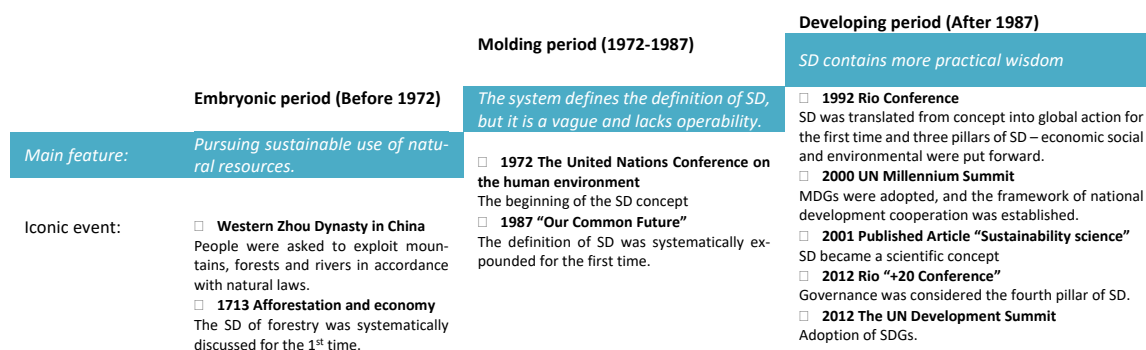 Main feature:
Iconic event:
Embryonic period (Before 1972)
Pursuing sustainable use of natu-
ral resources.
□ Western Zhou Dynasty in China
People were asked to exploit moun-
tains, forests and rivers in accordance
with natural laws.
□ 1713 Afforestation and economy
The SD of forestry was systematically
discussed for the 1st time.
Molding period (1972-1987)
The system defines the definition of SD,
but it is a vague and lacks operability.
□ 1972 The United Nations Conference on
the human environment
The beginning of the SD concept
□ 1987 “Our Common Future”
The definition of SD was systematically ex-
pounded for the first time.
Developing period (After 1987)
SD contains more practical wisdom
□ 1992 Rio Conference
SD was translated from concept into global action for
the first time and three pillars of SD – economic social
and environmental were put forward.
□ 2000 UN Millennium Summit
MDGs were adopted, and the framework of national
development cooperation was established.
□ 2001 Published Article “Sustainability science”
SD became a scientific concept
□ 2012 Rio “+20 Conference”
Governance was considered the fourth pillar of SD.
□ 2012 The UN Development Summit
Adoption of SDGs.